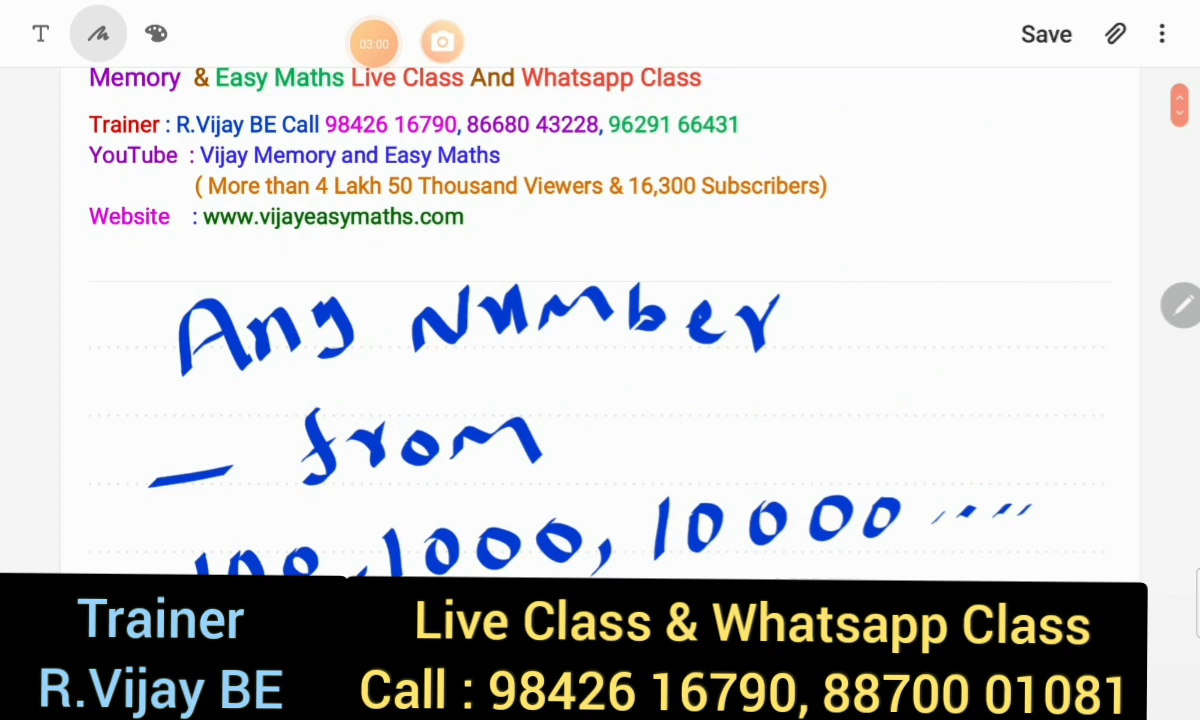 T
03:00
Save
Memory & Easy Maths Live Class And Whatsapp Class
Trainer : R.Vijay BE Call 98426 16790, 86680 43228, 96291 66431
YouTube : Vijay Memory and Easy Maths
( More than 4 Lakh 50 Thousand Viewers & 16,300 Subscribers)
Website : www.vijayeasymaths.com
Any Number
— from
100, 1000, 10000 ....
Trainer
R.Vijay BE
Live Class & Whatsapp Class
Call : 98426 16790, 88700 01081